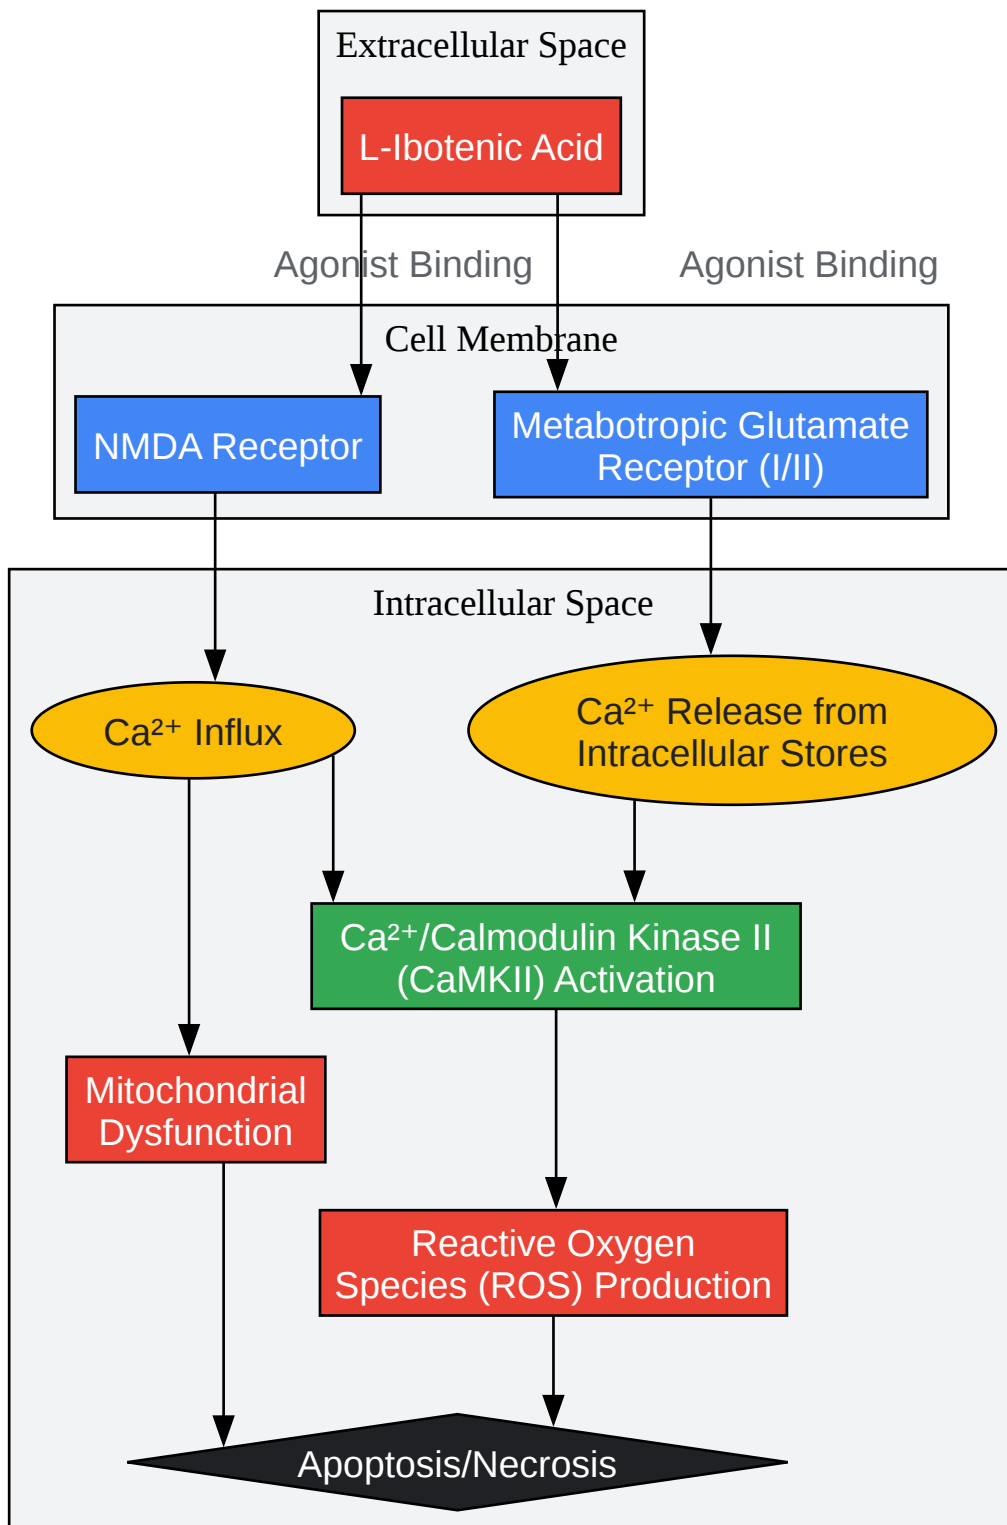 Extracellular Space
L-Ibotenic Acid
Agonist Binding
Agonist Binding
Cell Membrane
NMDA Receptor
Metabotropic Glutamate
Receptor (I/II)
Intracellular Space
Ca²⁺ Influx
Ca²⁺ Release from
Intracellular Stores
Ca²⁺/Calmodulin Kinase II
(CaMKII) Activation
Mitochondrial
Dysfunction
Reactive Oxygen
Species (ROS) Production
Apoptosis/Necrosis